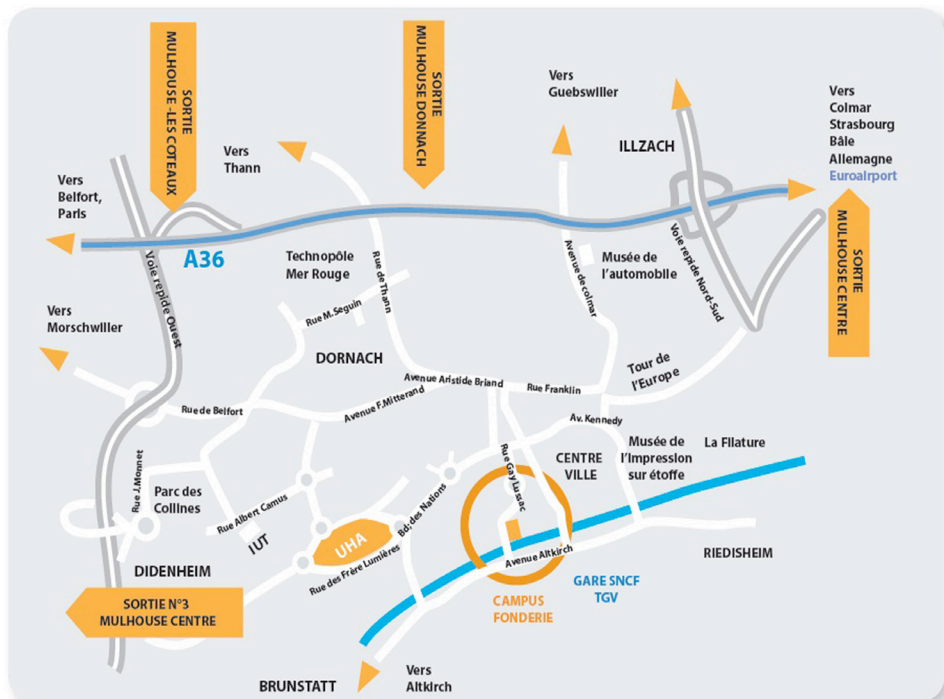 SORTIE
MULHOUSE -LES COTEAUX
SORTIE
MULHOUSE DONNACH
Vers
Guebswiller
ILLZACH
Vers
Colmar
Strasbourg
Bâle
Allemagne
Euroairport
Vers
Thann
Vers
Belfort,
Paris
A36
Voie repide Ouest
Technopôle
Mer Rouge
Rue de Thann
Avenue de colmar
Musée de
l'automobile
Voie repide Nord-Sud
SORTIE
MULHOUSE CENTRE
Vers
Morschwiller
Rue M.Seguin
DORNACH
Avenue Aristide Briand
Rue Franklin
Tour de
l'Europe
Rue de Belfort
Avenue F.Mitterand
Av. Kennedy
Rue J.Monnet
Parc des
Collines
Rue Albert Camus
IUT
UHA
Bd: des Nations
Rue Gay Lussac
CENTRE
VILLE
Musée de
l'Impression
sur étoffe
La Filature
Rue des Frère Lumières
Avenue Altkirch
RIEDISHEIM
DIDENHEIM
SORTIE N°3
MULHOUSE CENTRE
CAMPUS
FONDERIE
GARE SNCF
TGV
BRUNSTATT
Vers
Altkirch